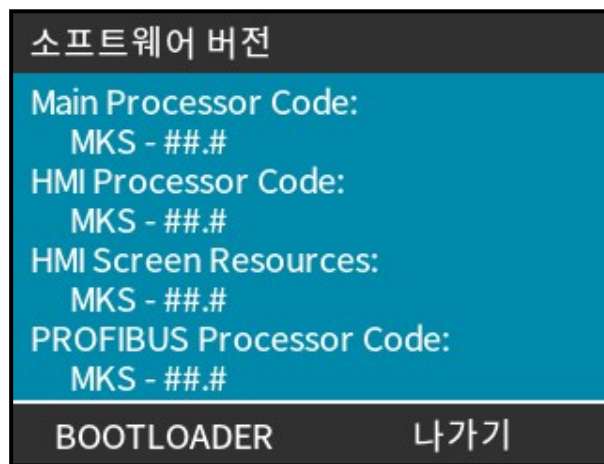 소프트웨어 버전
Main Processor Code:
MKS - ##.#
HMI Processor Code:
MKS - ##.#
HMI Screen Resources:
MKS - ##.#
PROFIBUS Processor Code:
MKS - ##.#
BOOTLOADER 나가기